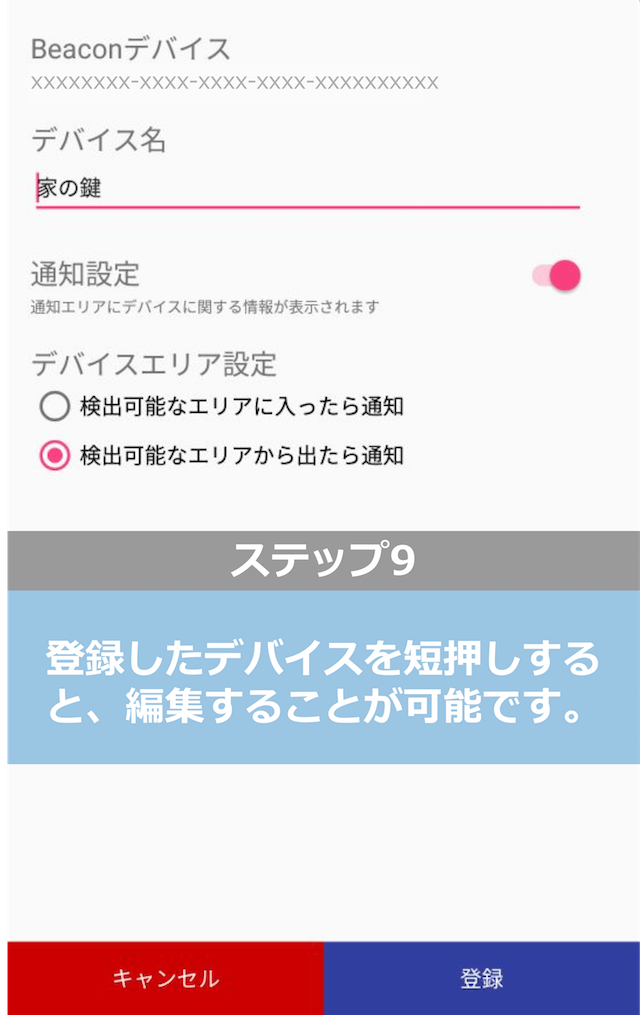 Beaconデバイス
xxxxxxxx-xxxx-xxxx-xxxx-xxxxxxxxxx
デバイス名
家の鍵
通知設定
通知エリアにデバイスに関する情報が表示されます
デバイスエリア設定
検出可能なエリアに入ったら通知
検出可能なエリアから出たら通知
ステップ9
登録したデバイスを短押しする
と、編集することが可能です。
キャンセル
登録